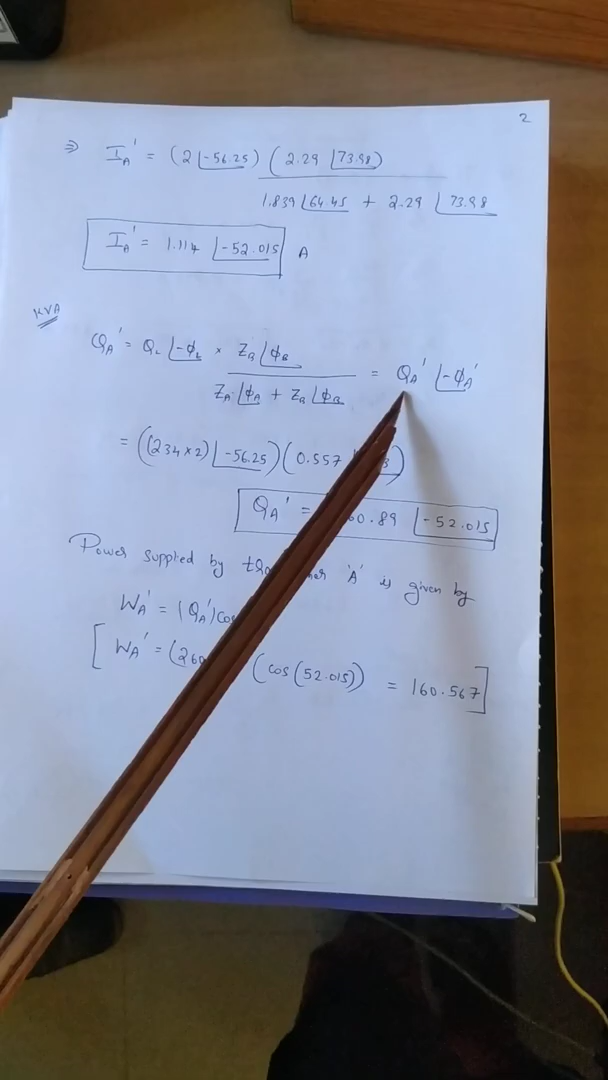 2
⇒ I_A' = (2 ∠-56.25) (2.29 ∠73.98)
1.839 ∠64.45 + 2.29 ∠73.98
I_A' = 1.114 ∠-52.015 A
KVA
Q_A' = Q_L ∠-ϕ_L × Z_B ∠ϕ_B = Q_A' ∠-ϕ_A'
Z_A ∠ϕ_A + Z_B ∠ϕ_B
= ((234×2) ∠-56.25) (0.557
Q_A' = 60.89 ∠-52.015
Power supplied by 'A' is given by
W_A' = (Q_A') cos
[W_A' = (260 (cos(52.015)) = 160.567]